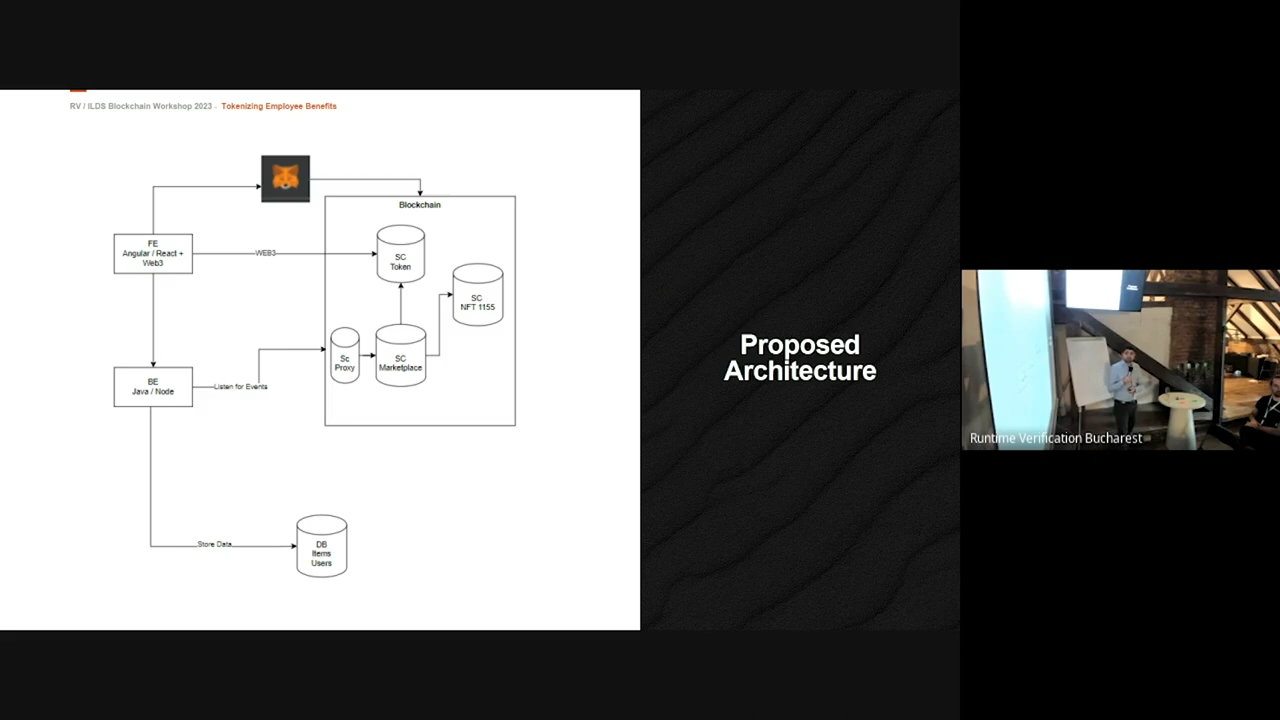 RV / ILDS Blockchain Workshop 2023 - Tokenizing Employee Benefits
Blockchain
FE
Angular / React +
Web3
WEB3
SC
Token
SC
NFT 1155
Sc
Proxy
SC
Marketplace
BE
Java / Node
Listen for Events
Store Data
DB
Items
Users
Proposed
Architecture
Runtime Verification Bucharest